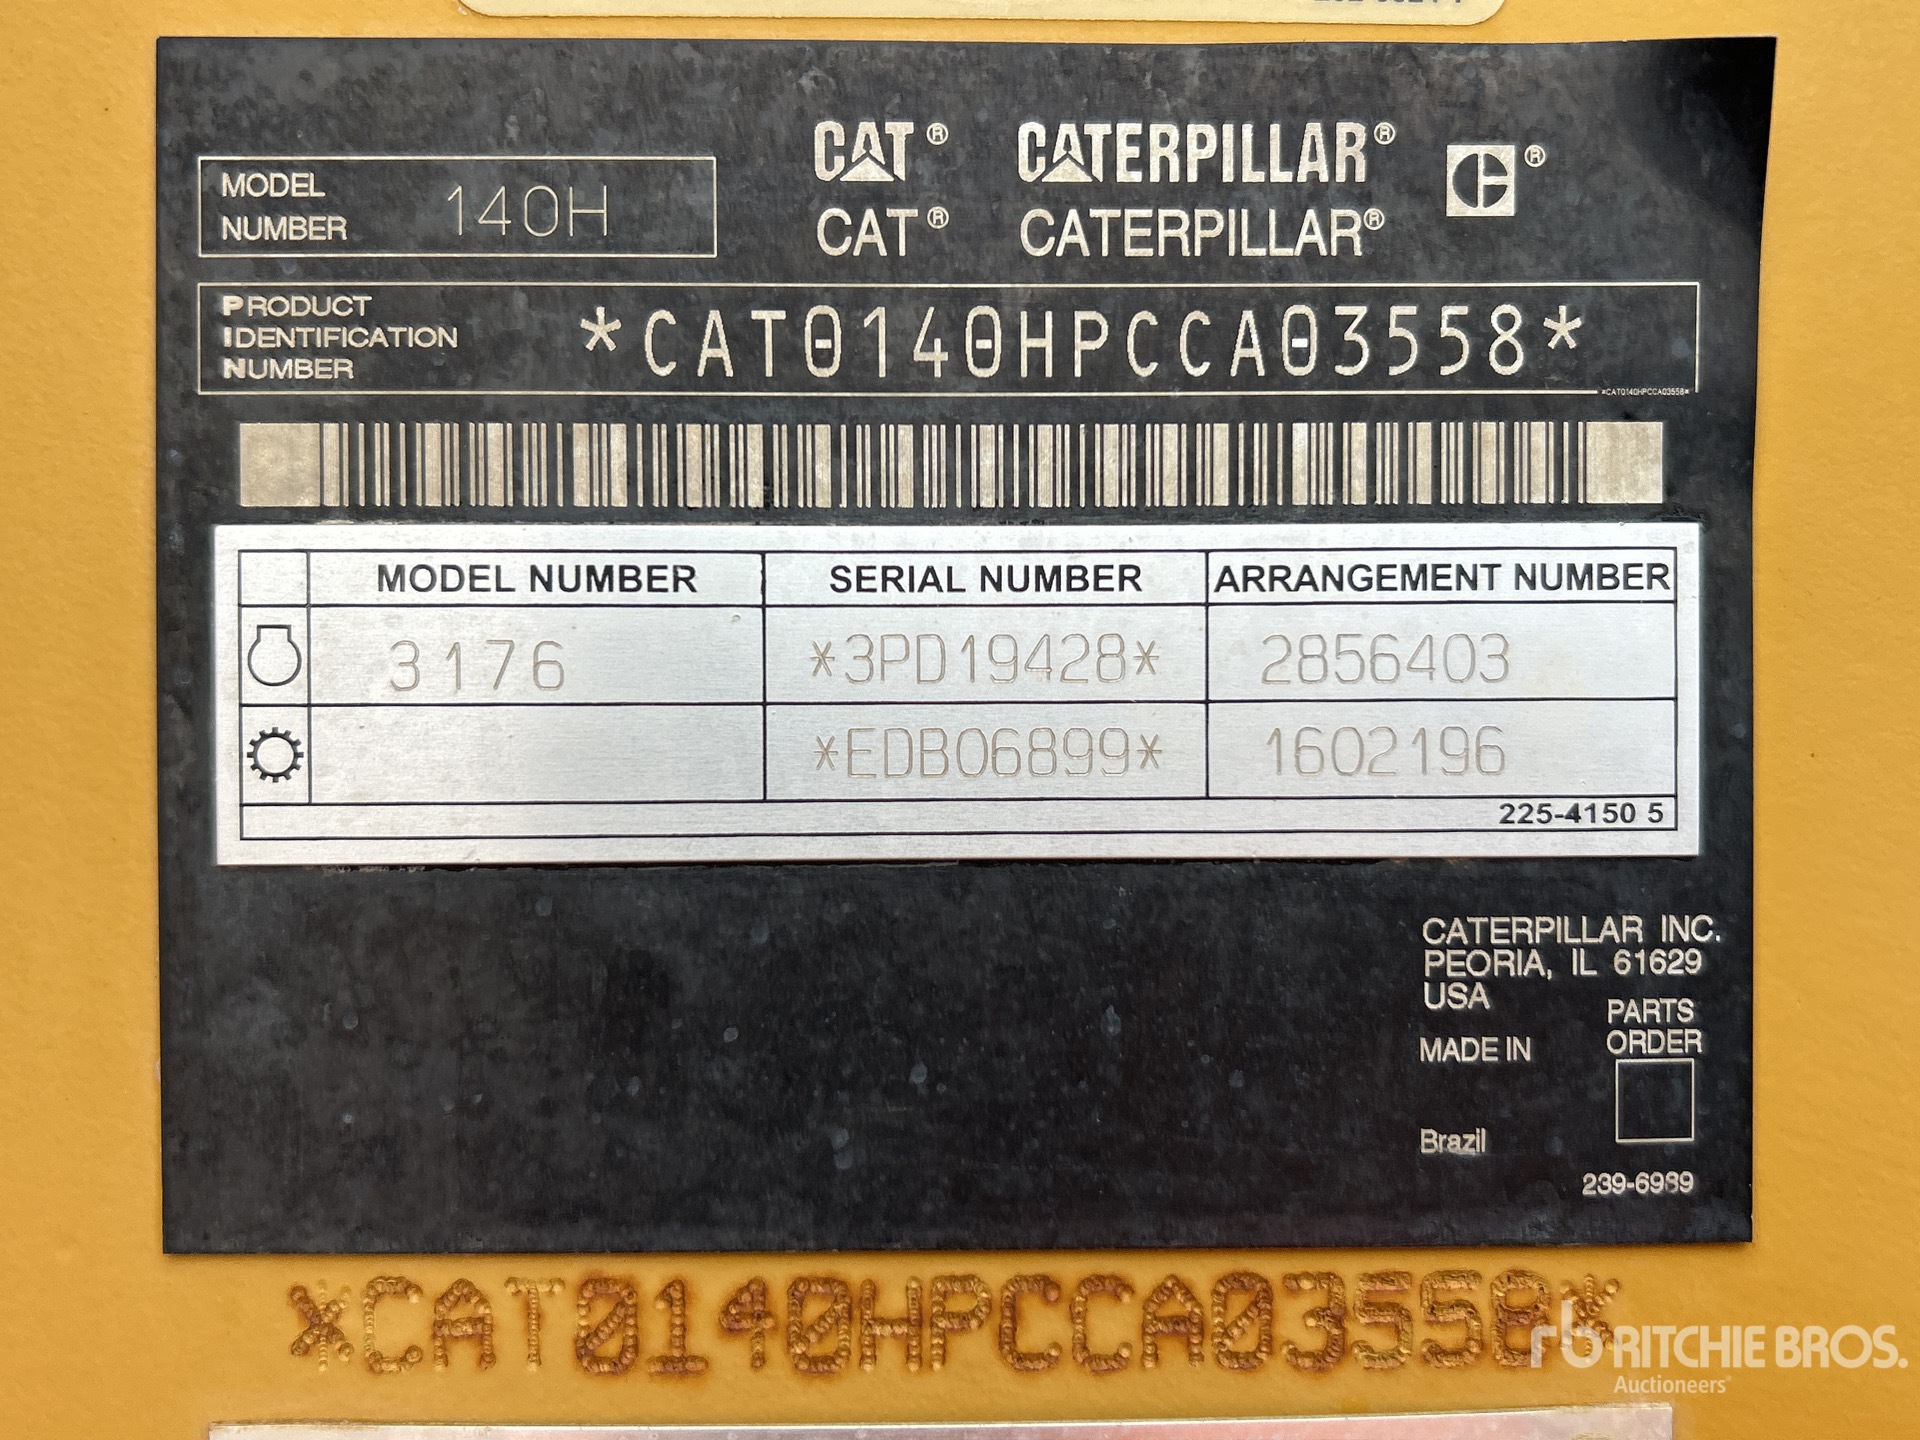 MODEL NUMBER 140H
CAT® CATERPILLAR® ®
CAT® CATERPILLAR®
PRODUCT IDENTIFICATION NUMBER *CAT0140HPCCA03558*
*CAT0140HPCCA03558*
MODEL NUMBER SERIAL NUMBER ARRANGEMENT NUMBER
3176 *3PD19428* 2856403
*EDB06899* 1602196
225-4150 5
CATERPILLAR INC.
PEORIA, IL 61629
USA
PARTS ORDER
MADE IN
Brazil
239-6989
*CAT0140HPCCA03558*
rb RITCHIE BROS.
Auctioneers